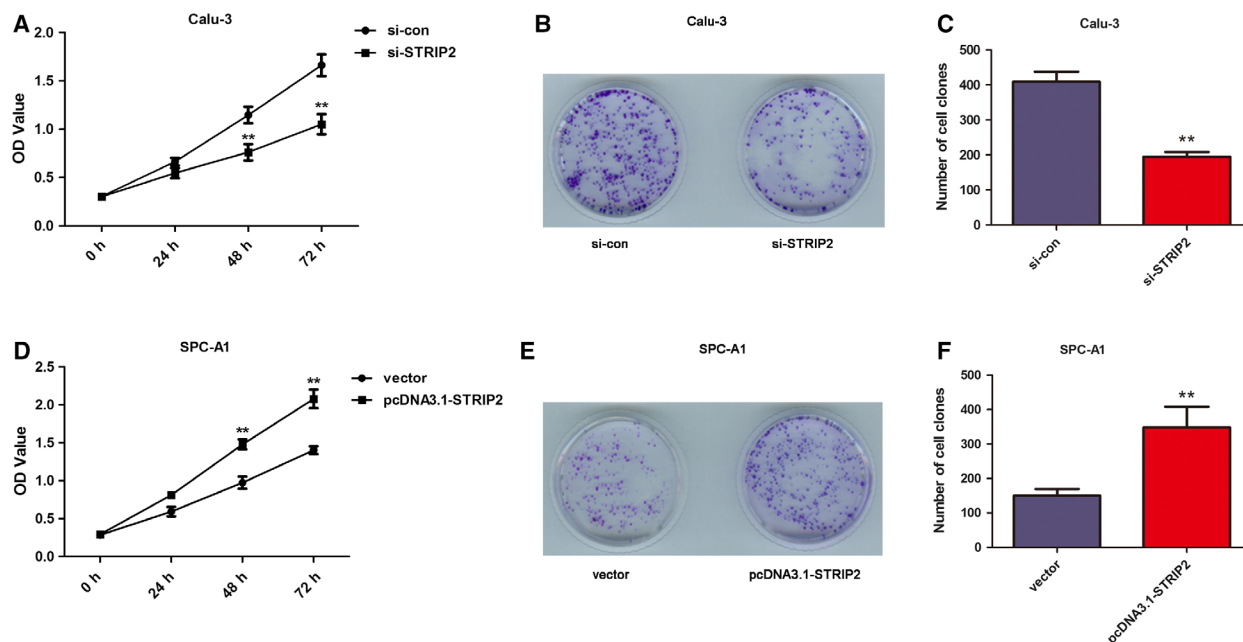 A
Calu-3
OD Value
2.0
1.5
1.0
0.5
0.0
0 h
24 h
48 h
72 h
**
**
si-con
si-STRIP2
B
Calu-3
si-con
si-STRIP2
C
Calu-3
Number of cell clones
500
400
300
200
100
0
**
si-con
si-STRIP2
D
SPC-A1
OD Value
2.5
2.0
1.5
1.0
0.5
0.0
0 h
24 h
48 h
72 h
**
**
vector
pcDNA3.1-STRIP2
E
SPC-A1
vector
pcDNA3.1-STRIP2
F
SPC-A1
Number of cell clones
500
400
300
200
100
0
**
vector
pcDNA3.1-STRIP2